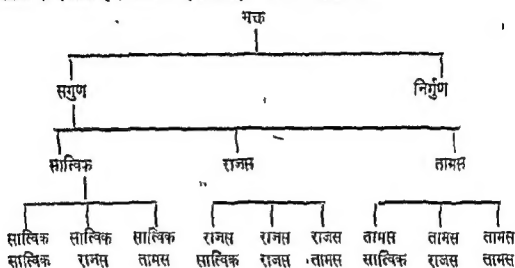 भक्त
सगुण निर्गुण
सात्विक राजस तामस
सात्विक सात्विक सात्विक राजस राजस राजस तामस तामस तामस
सात्विक राजस तामस सात्विक राजस तामस सात्विक राजस तामस